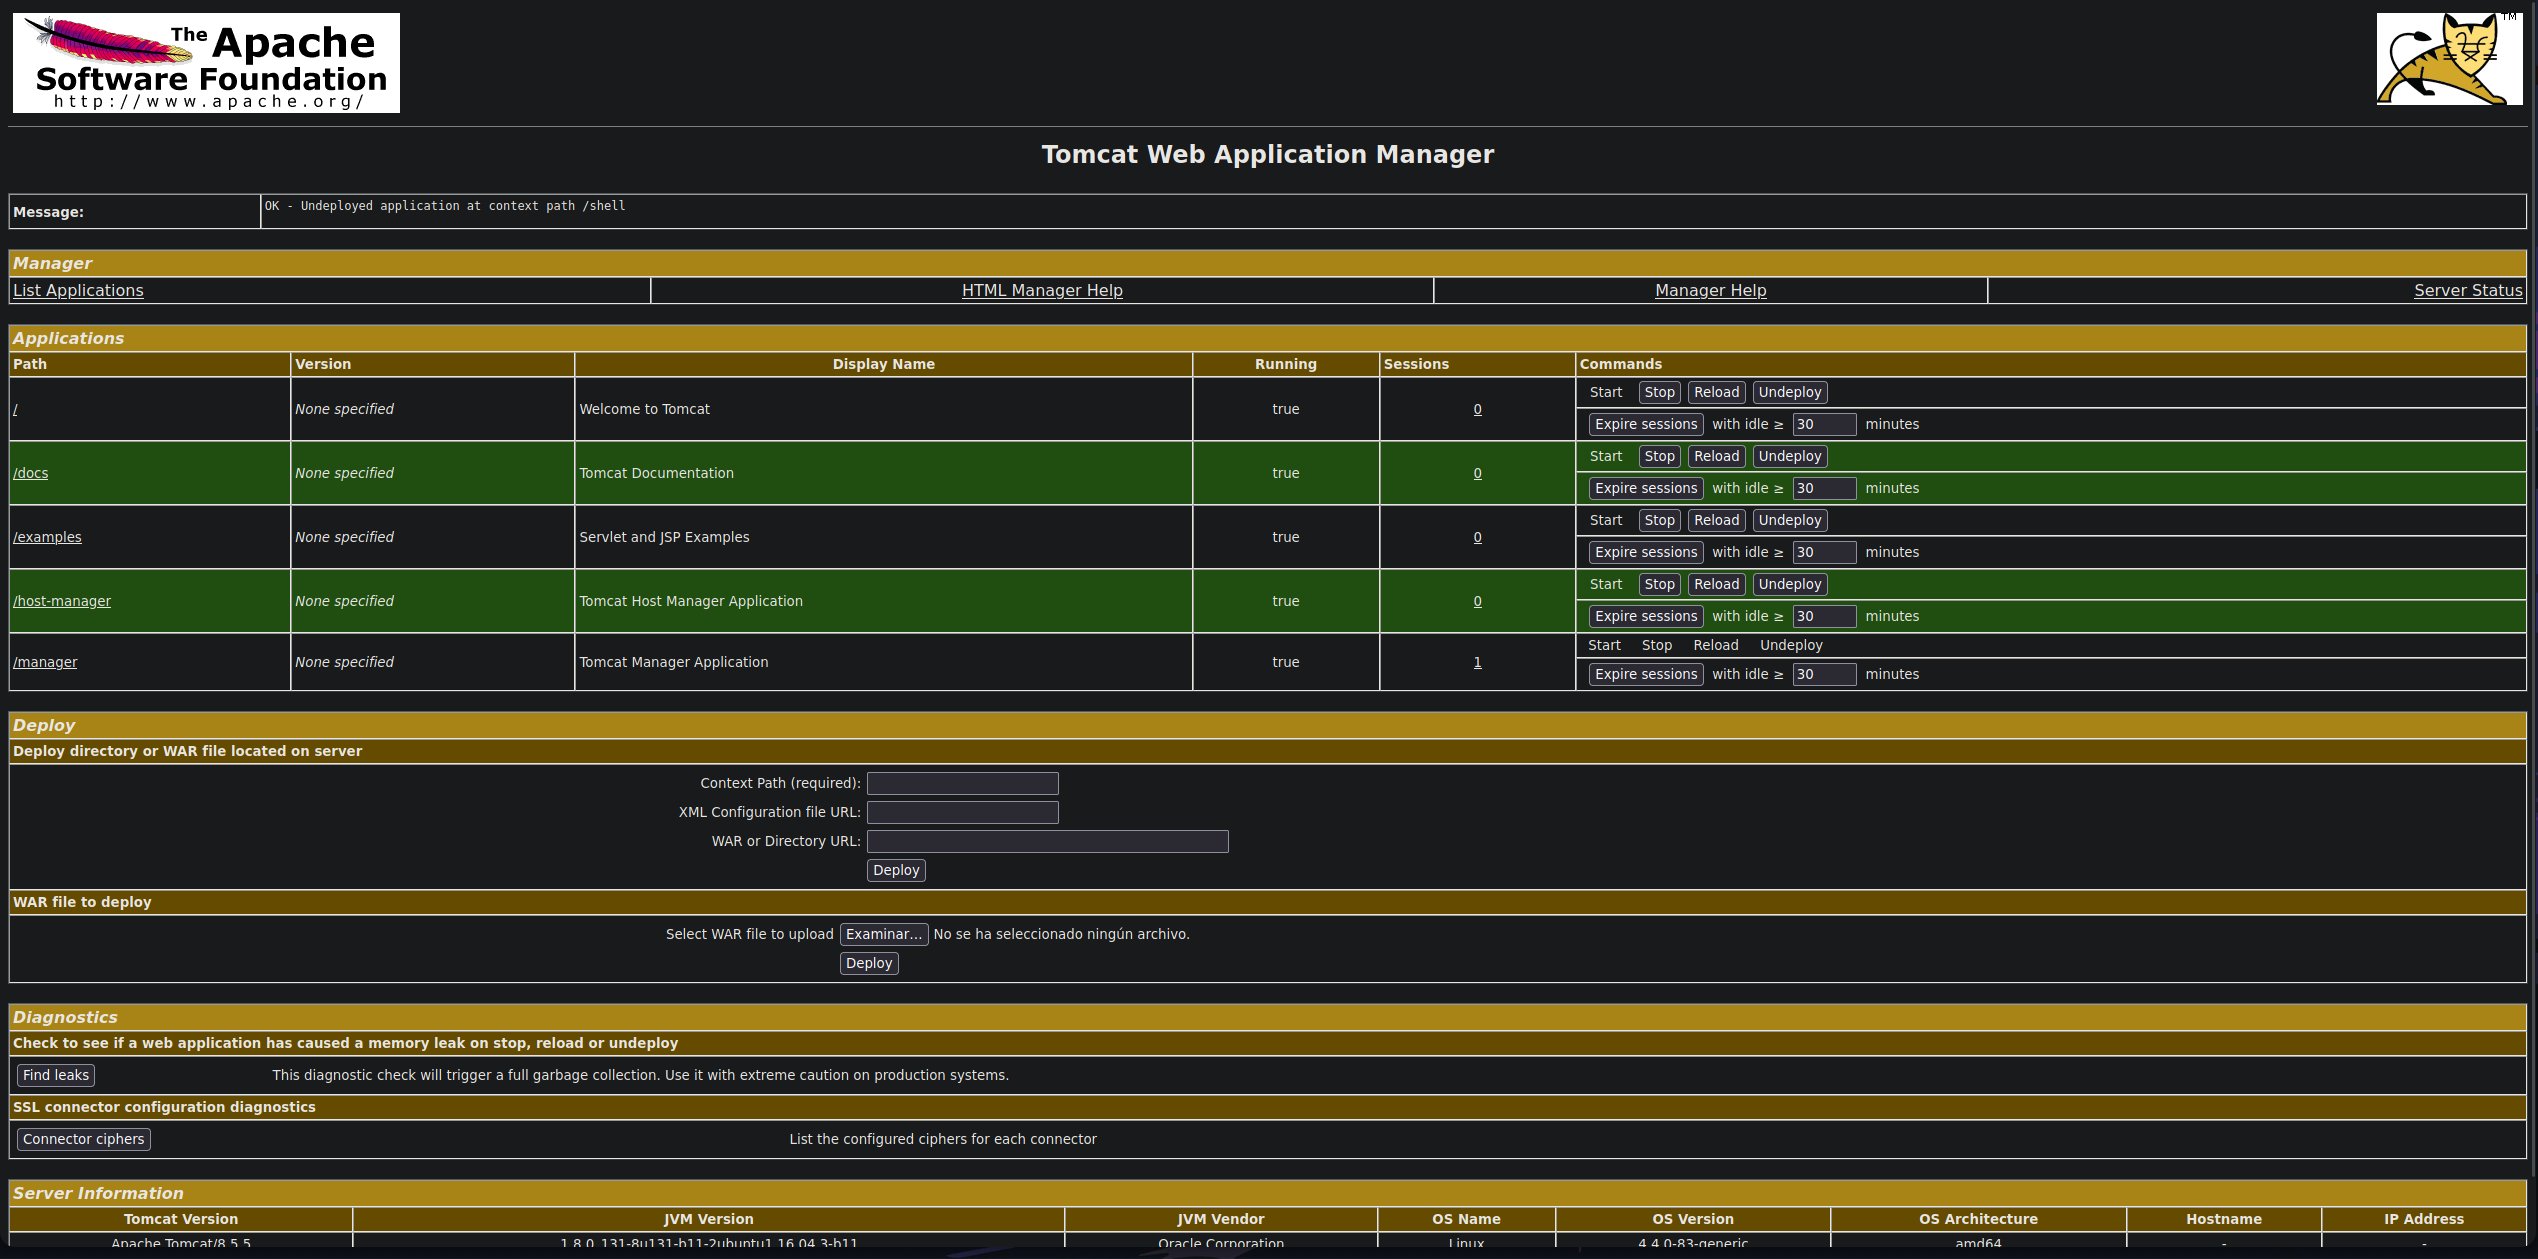 The Apache
Software Foundation
http://www.apache.org/
TM
Tomcat Web Application Manager
Message: OK - Undeployed application at context path /shell
Manager
List Applications HTML Manager Help Manager Help Server Status
Applications
Path Version Display Name Running Sessions Commands
/ None specified Welcome to Tomcat true 0 Start Stop Reload Undeploy
Expire sessions with idle ≥ 30 minutes
/docs None specified Tomcat Documentation true 0 Start Stop Reload Undeploy
Expire sessions with idle ≥ 30 minutes
/examples None specified Servlet and JSP Examples true 0 Start Stop Reload Undeploy
Expire sessions with idle ≥ 30 minutes
/host-manager None specified Tomcat Host Manager Application true 0 Start Stop Reload Undeploy
Expire sessions with idle ≥ 30 minutes
/manager None specified Tomcat Manager Application true 1 Start Stop Reload Undeploy
Expire sessions with idle ≥ 30 minutes
Deploy
Deploy directory or WAR file located on server
Context Path (required):
XML Configuration file URL:
WAR or Directory URL:
Deploy
WAR file to deploy
Select WAR file to upload Examinar... No se ha seleccionado ningún archivo.
Deploy
Diagnostics
Check to see if a web application has caused a memory leak on stop, reload or undeploy
Find leaks This diagnostic check will trigger a full garbage collection. Use it with extreme caution on production systems.
SSL connector configuration diagnostics
Connector ciphers List the configured ciphers for each connector
Server Information
Tomcat Version JVM Version JVM Vendor OS Name OS Version OS Architecture Hostname IP Address
Apache Tomcat/8.5.5 1.8.0_131-8u131-b11-2ubuntu1.16.04.3-b11 Oracle Corporation Linux 4.4.0-83-generic amd64 - -